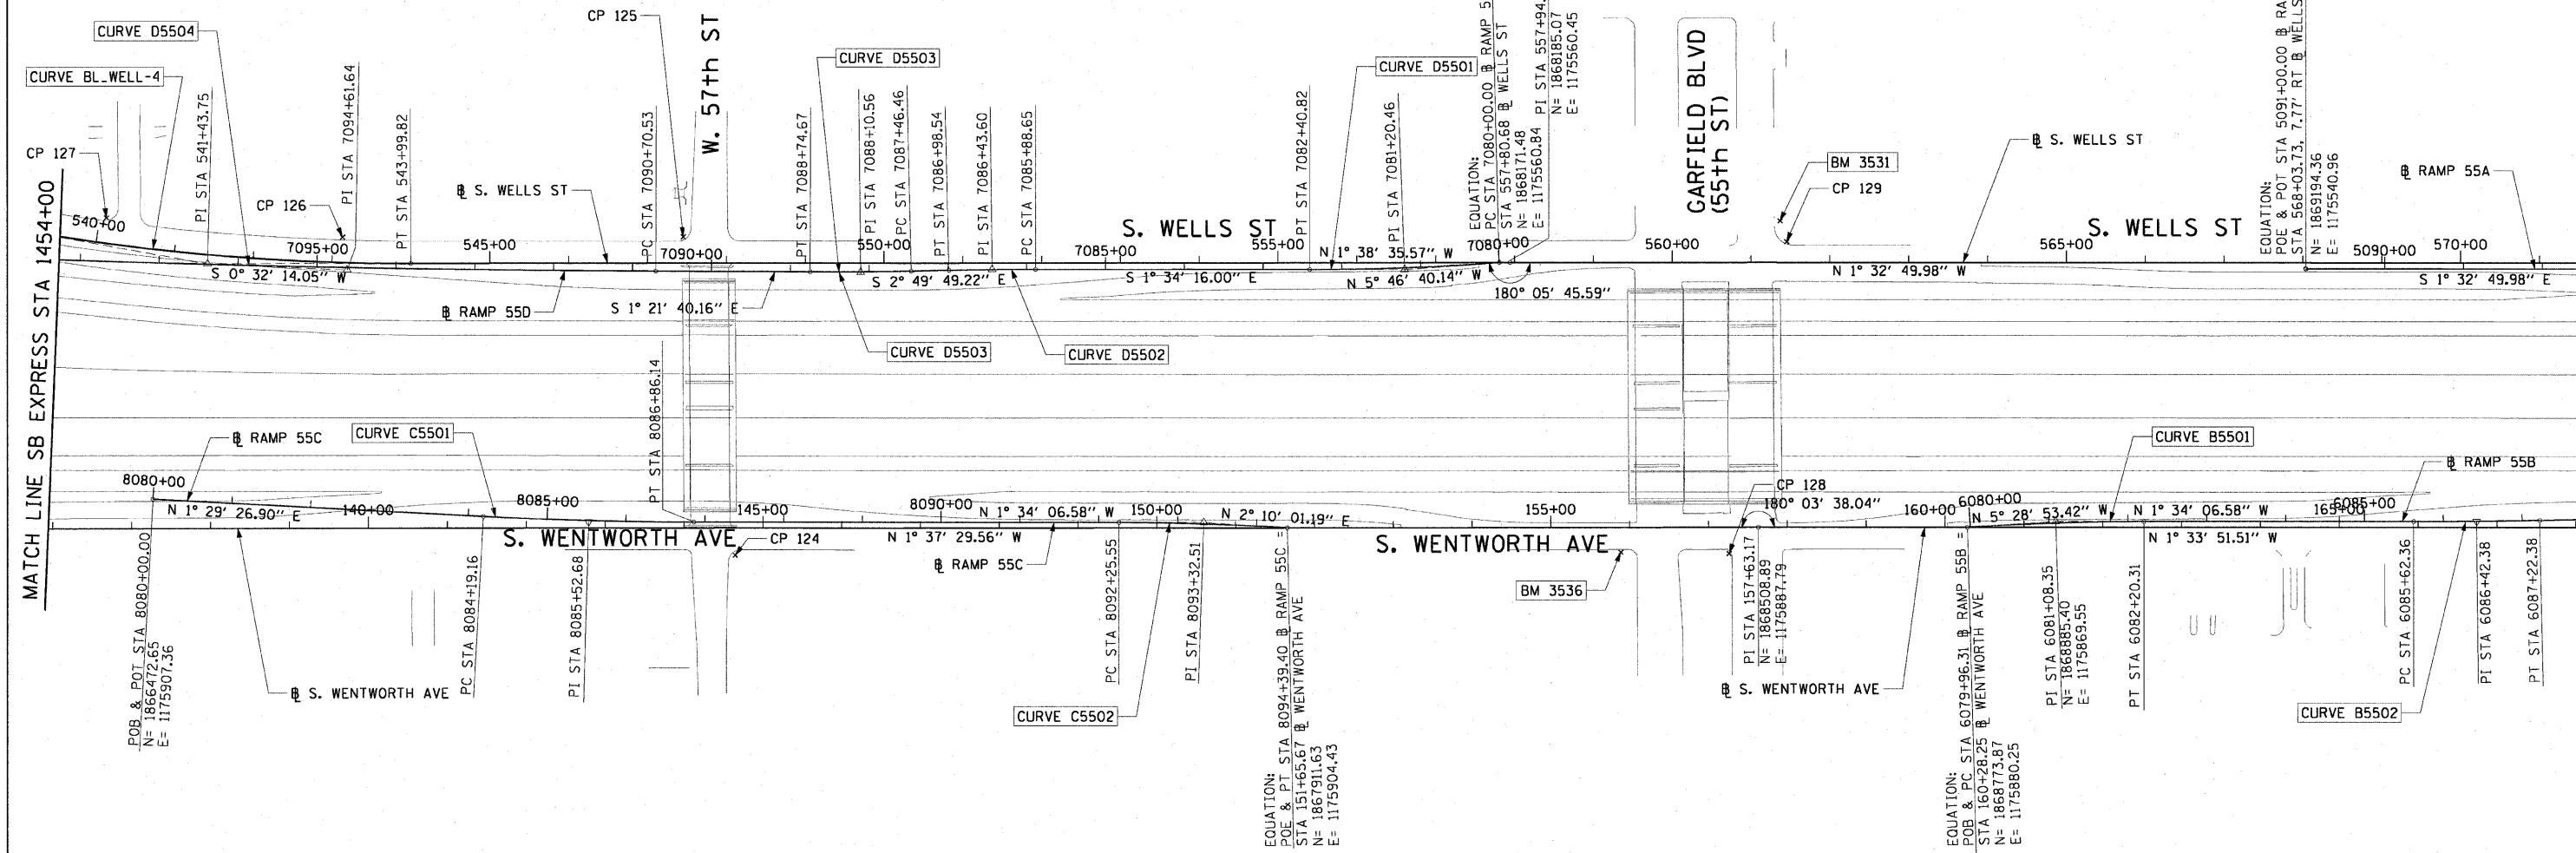 CURVE D5504
CURVE BL_WELL-4
CP 127
MATCH LINE SB EXPRESS STA 1454+00
540+00
PI STA 541+43.75
CP 126
7095+00
S 0° 32' 14.05" W
PI STA 7094+61.64
PT STA 543+99.82
℄ S. WELLS ST
545+00
CP 125
W. 57th ST
PC STA 7090+70.53
7090+00
℄ RAMP 55D
S 1° 21' 40.16" E
CURVE D5503
PT STA 7088+74.67
PI STA 7088+10.56
PC STA 7087+46.46
PT STA 7086+98.54
PI STA 7086+43.60
PC STA 7085+88.65
550+00
S 2° 49' 49.22" E
CURVE D5503
CURVE D5502
7085+00
S. WELLS ST
S 1° 34' 16.00" E
555+00
PT STA 7082+40.82
CURVE D5501
PI STA 7081+20.46
N 1° 38' 35.57" W
N 5° 46' 40.14" W
7080+00
180° 05' 45.59"
EQUATION:
PC STA 7080+00.00 ℄ RAMP 5
STA 557+80.68 ℄ WELLS ST
N= 1868171.48
E= 1175560.84
PI STA 557+94.
N= 1868185.07
E= 1175560.45
560+00
GARFIELD BLVD
(55th ST)
BM 3531
CP 129
N 1° 32' 49.98" W
℄ S. WELLS ST
565+00
S. WELLS ST
EQUATION:
POE & POT STA 5091+00.00 ℄ RA
STA 568+03.73, 7.77' RT ℄ WELLS
N= 1869194.36
E= 1175540.96
5090+00
570+00
℄ RAMP 55A
S 1° 32' 49.98" E
PT STA 8086+86.14
℄ RAMP 55C
CURVE C5501
8080+00
N 1° 29' 26.90" E
140+00
8085+00
145+00
POB & POT STA 8080+00.00
N= 1866472.65
E= 1175907.36
℄ S. WENTWORTH AVE
PC STA 8084+19.16
PI STA 8085+52.68
S. WENTWORTH AVE
CP 124
8090+00
N 1° 34' 06.58" W
N 1° 37' 29.56" W
℄ RAMP 55C
150+00
N 2° 10' 01.19" E
PC STA 8092+25.55
PI STA 8093+32.51
CURVE C5502
EQUATION:
POE & PT STA 8094+39.40 ℄ RAMP 55C =
STA 151+65.67 ℄ WENTWORTH AVE
N= 1867911.63
E= 1175904.43
S. WENTWORTH AVE
155+00
BM 3536
CP 128
180° 03' 38.04"
PI STA 157+63.17
N= 1868508.89
E= 1175887.79
℄ S. WENTWORTH AVE
160+00
6080+00
N 5° 28' 53.42" W
N 1° 34' 06.58" W
N 1° 33' 51.51" W
CURVE B5501
℄ RAMP 55B
6085+00
165+00
EQUATION:
POB & PC STA 6079+96.31 ℄ RAMP 55B =
STA 160+28.25 ℄ WENTWORTH AVE
N= 1868773.87
E= 1175880.25
PI STA 6081+08.35
N= 1868885.40
E= 1175869.55
PT STA 6082+20.31
CURVE B5502
PC STA 6085+62.36
PI STA 6086+42.38
PT STA 6087+22.38